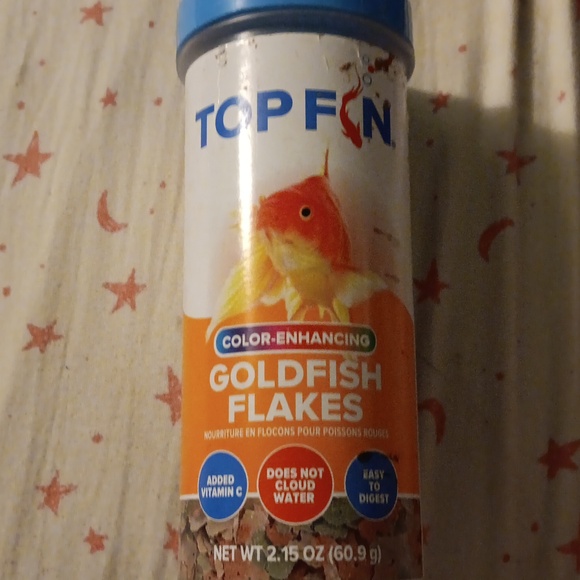 TOP FIN
COLOR-ENHANCING
GOLDFISH
FLAKES
NOURRITURE EN FLOCONS POUR POISSONS ROUGES
ADDED
VITAMIN C
DOES NOT
CLOUD
WATER
EASY
TO
DIGEST
NET WT 2.15 OZ (60.9 g)